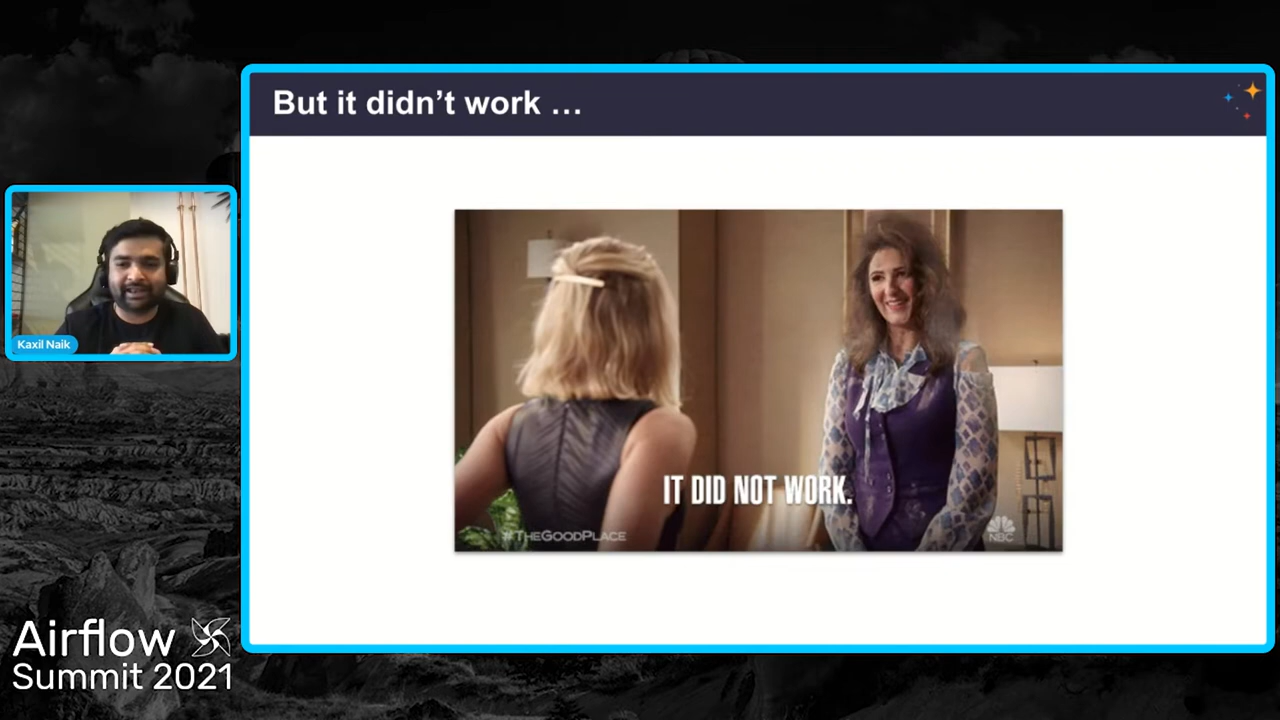 But it didn’t work …
Kaxil Naik
IT DID NOT WORK.
#THEGOODPLACE
NBC
Airflow
Summit 2021